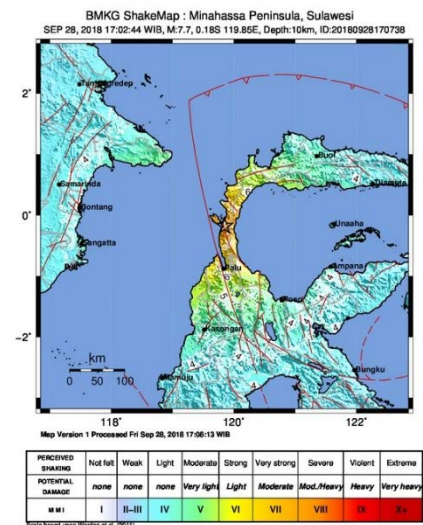 BMKG ShakeMap : Minahassa Peninsula, Sulawesi
SEP 28, 2018 17:02:44 WIB, M:7.7, 0.18S 119.85E, Depth:10km, ID:20180928170738
2°
0°
−2°
Buol
Samarinda
Bontang
Sangatta
Unaaha
Ampana
Palu
Poso
Kasongan
Mamuju
Bungku
km
0 50 100
118° 120° 122°
Map Version 1 Processed Fri Sep 28, 2018 17:08:13 WIB
PERCEIVED SHAKING Not felt Weak Light Moderate Strong Very strong Severe Violent Extreme
POTENTIAL DAMAGE none none none Very light Light Moderate Mod./Heavy Heavy Very heavy
MMI I II–III IV V VI VII VIII IX X+